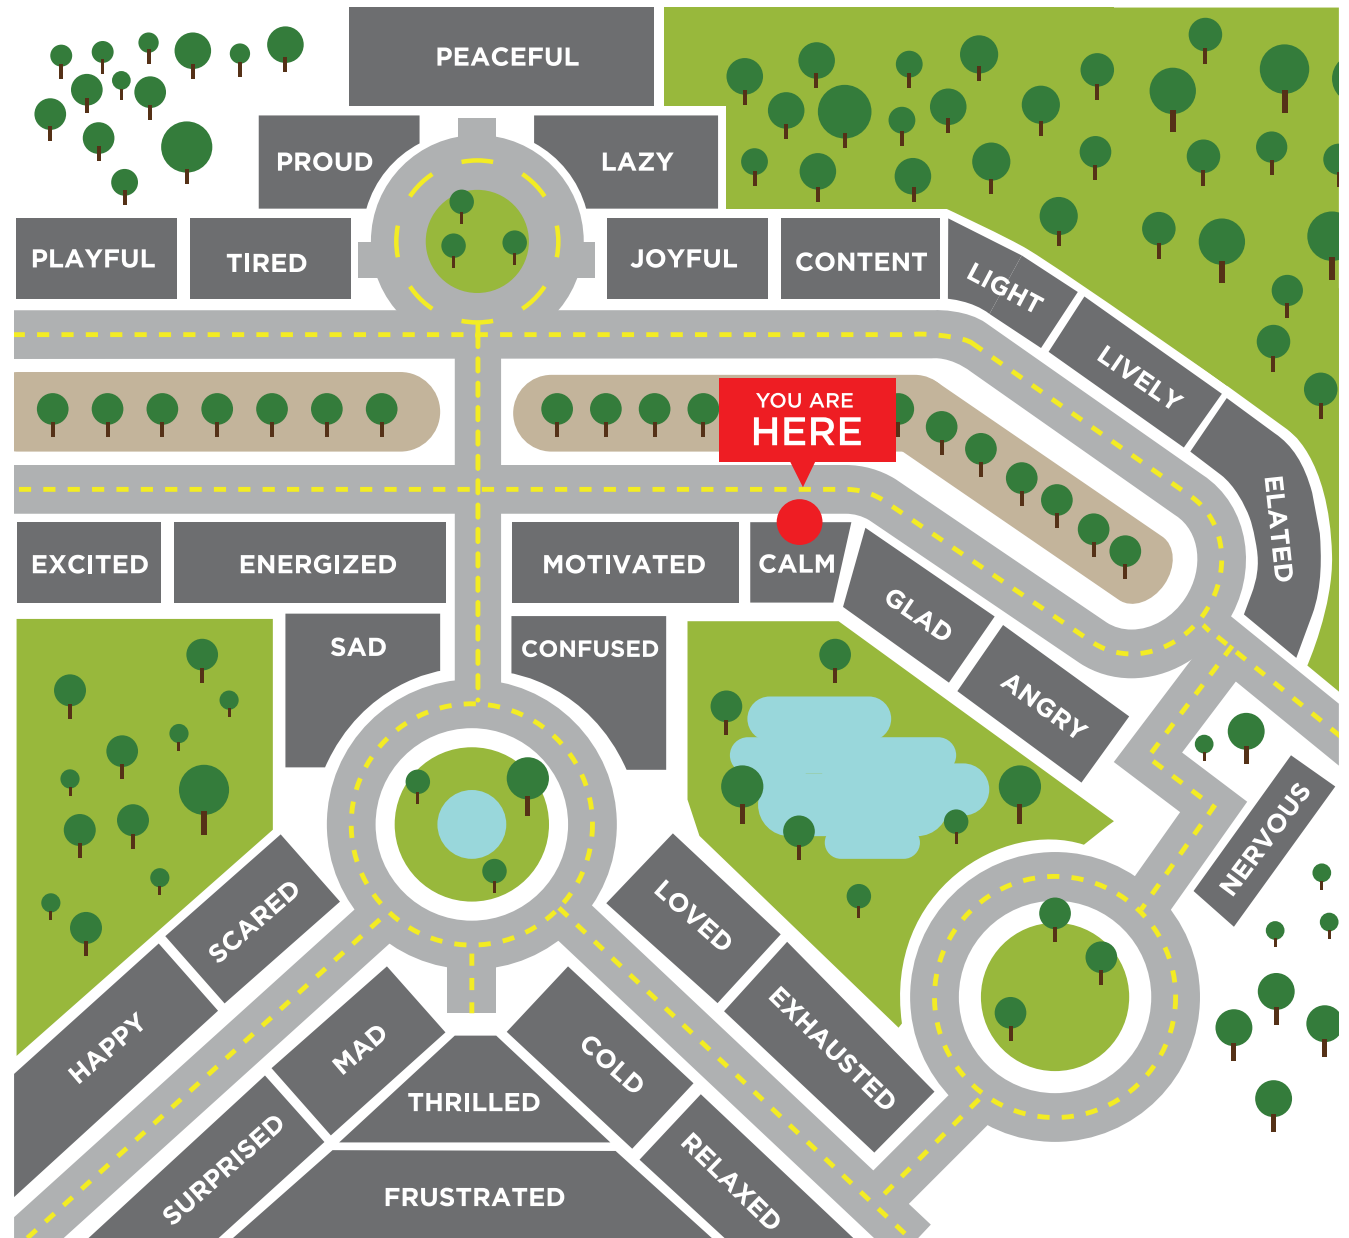 PEACEFUL
PROUD
LAZY
PLAYFUL
TIRED
JOYFUL
CONTENT
LIGHT
LIVELY
ELATED
YOU ARE
HERE
EXCITED
ENERGIZED
MOTIVATED
CALM
GLAD
ANGRY
SAD
CONFUSED
NERVOUS
SCARED
LOVED
HAPPY
EXHAUSTED
MAD
COLD
THRILLED
SURPRISED
RELAXED
FRUSTRATED